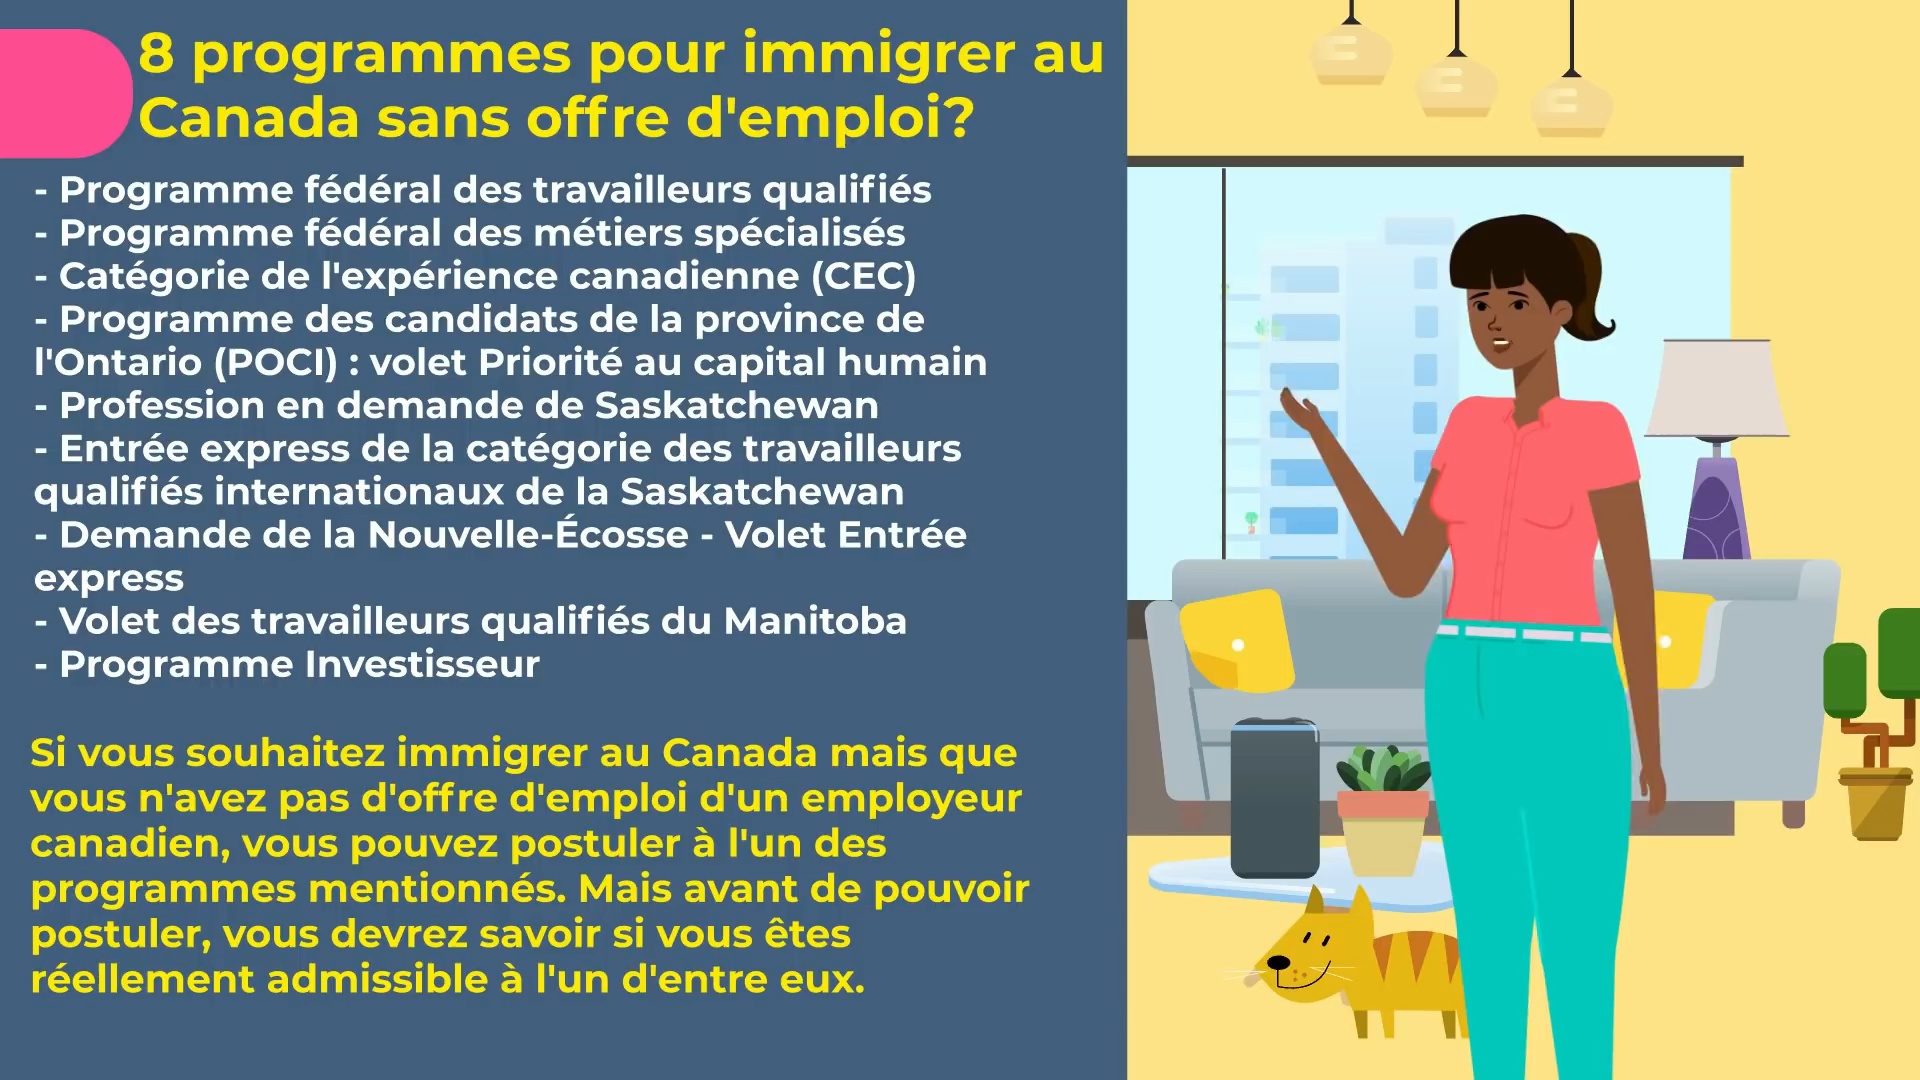 8 programmes pour immigrer au
Canada sans offre d'emploi?
- Programme fédéral des travailleurs qualifiés
- Programme fédéral des métiers spécialisés
- Catégorie de l'expérience canadienne (CEC)
- Programme des candidats de la province de
l'Ontario (POCI) : volet Priorité au capital humain
- Profession en demande de Saskatchewan
- Entrée express de la catégorie des travailleurs
qualifiés internationaux de la Saskatchewan
- Demande de la Nouvelle-Écosse - Volet Entrée
express
- Volet des travailleurs qualifiés du Manitoba
- Programme Investisseur
Si vous souhaitez immigrer au Canada mais que
vous n'avez pas d'offre d'emploi d'un employeur
canadien, vous pouvez postuler à l'un des
programmes mentionnés. Mais avant de pouvoir
postuler, vous devrez savoir si vous êtes
réellement admissible à l'un d'entre eux.